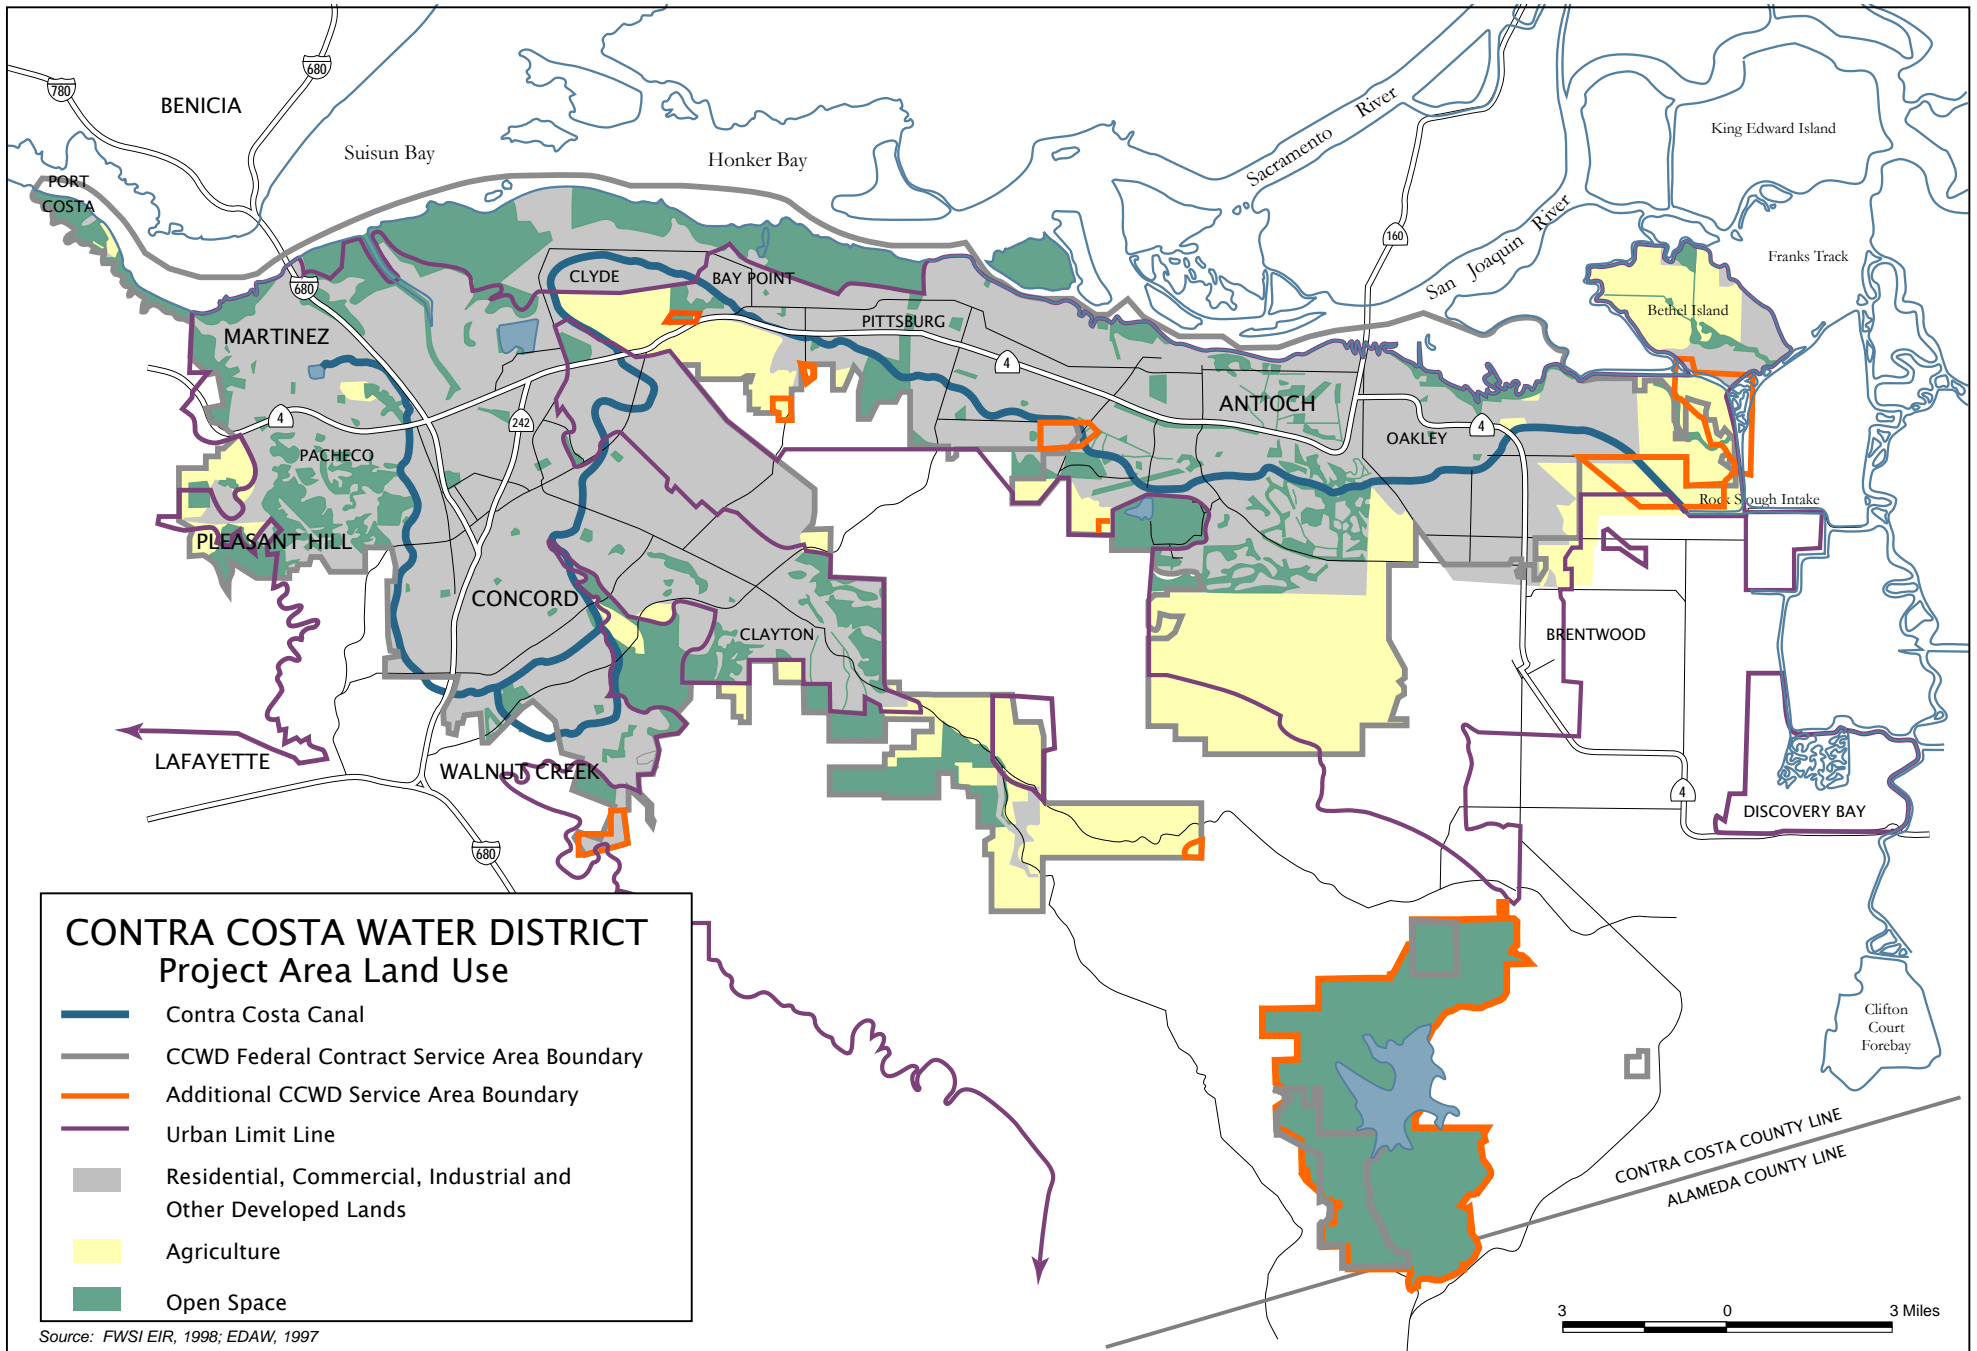 680
780
BENICIA
Suisun Bay
Honker Bay
Sacramento River
King Edward Island
PORT
COSTA
160
San Joaquin River
Franks Track
680
CLYDE
BAY POINT
Bethel Island
MARTINEZ
PITTSBURG
4
4
242
ANTIOCH
4
OAKLEY
PACHECO
Rock Slough Intake
PLEASANT HILL
CONCORD
CLAYTON
BRENTWOOD
LAFAYETTE
WALNUT CREEK
4
DISCOVERY BAY
680
CONTRA COSTA WATER DISTRICT
Project Area Land Use
Contra Costa Canal
CCWD Federal Contract Service Area Boundary
Additional CCWD Service Area Boundary
Urban Limit Line
Residential, Commercial, Industrial and
Other Developed Lands
Agriculture
Open Space
Clifton
Court
Forebay
CONTRA COSTA COUNTY LINE
ALAMEDA COUNTY LINE
3 0 3 Miles
Source: FWSI EIR, 1998; EDAW, 1997